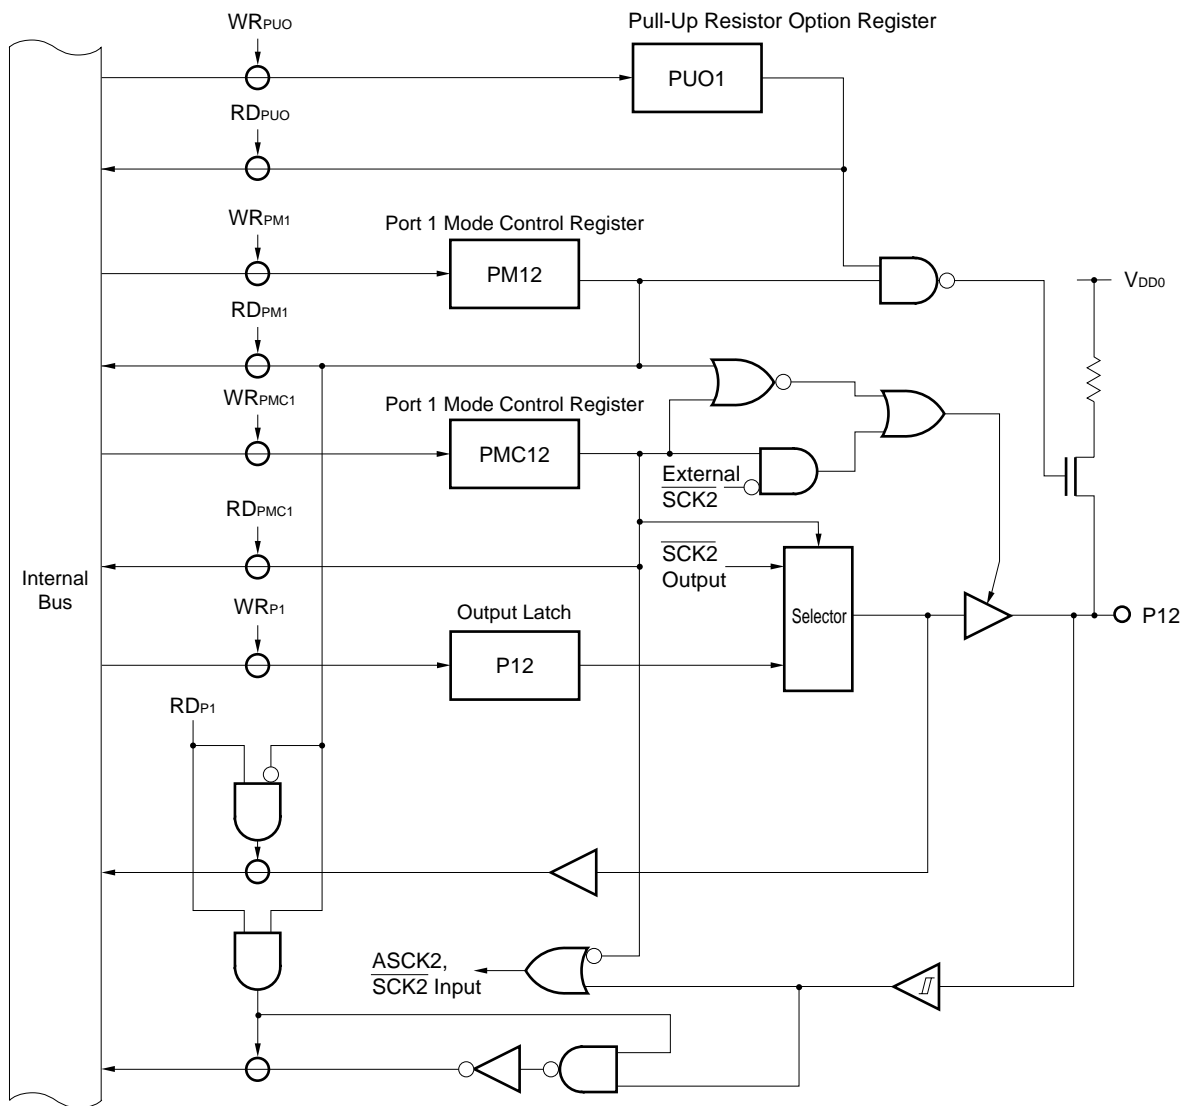 WRPUO
Pull-Up Resistor Option Register
PUO1
RDPUO
WRPM1
Port 1 Mode Control Register
PM12
VDD0
RDPM1
WRPMC1
Port 1 Mode Control Register
PMC12
External
SCK2
RDPMC1
SCK2
Output
Internal
Bus
WRP1
Output Latch
Selector
P12
P12
RDP1
ASCK2,
SCK2 Input